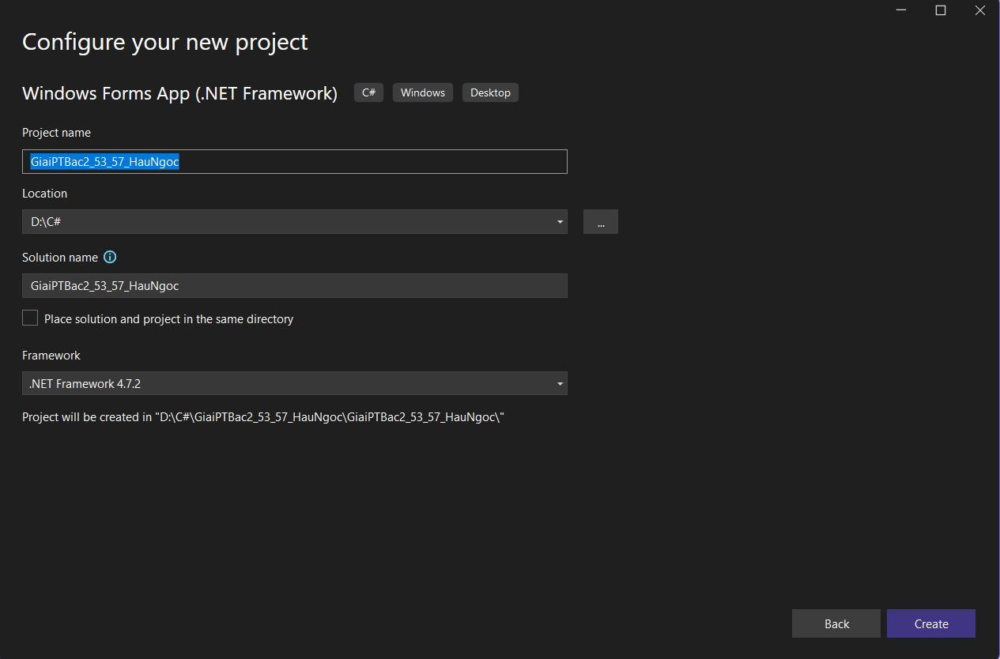 Configure your new project
Windows Forms App (.NET Framework) C# Windows Desktop
Project name
GiaiPTBac2_53_57_HauNgoc
Location
D:\C#
...
Solution name
GiaiPTBac2_53_57_HauNgoc
Place solution and project in the same directory
Framework
.NET Framework 4.7.2
Project will be created in "D:\C#\GiaiPTBac2_53_57_HauNgoc\GiaiPTBac2_53_57_HauNgoc\"
Back Create